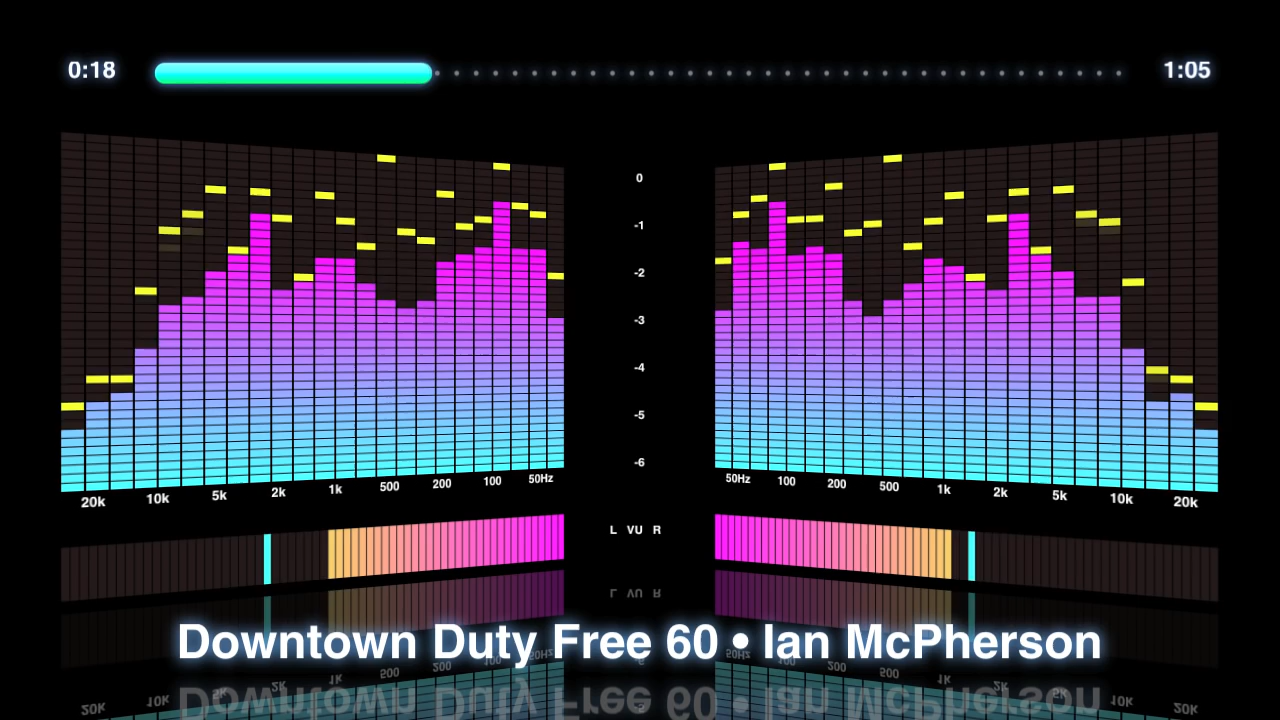 0:18 1:05
0
-1
-2
-3
-4
-5
-6
20k 10k 5k 2k 1k 500 200 100 50Hz
50Hz 100 200 500 1k 2k 5k 10k 20k
L VU R
Downtown Duty Free 60 • Ian McPherson